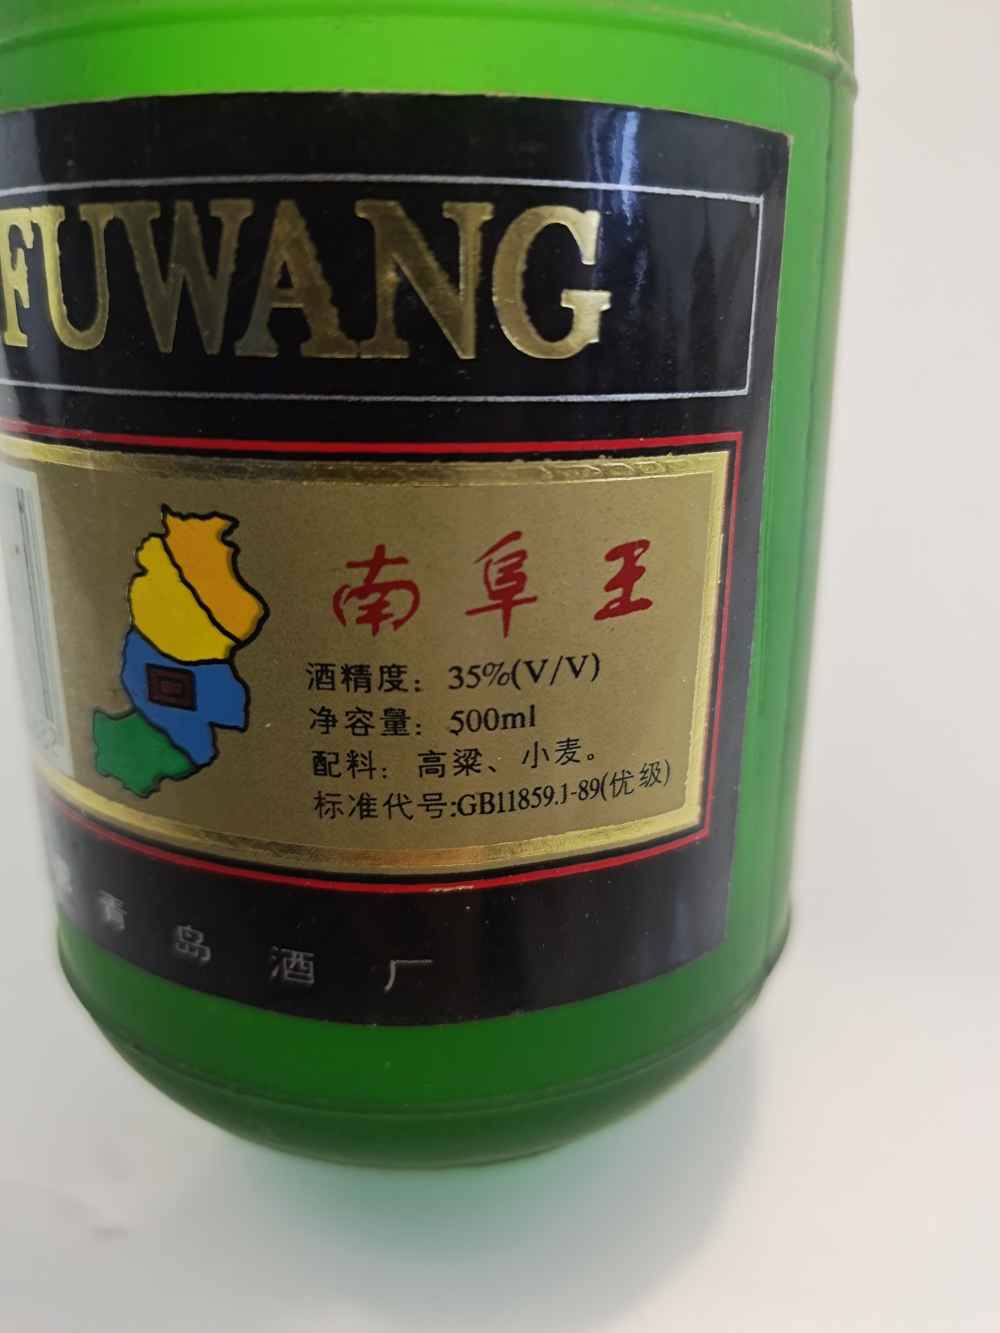 FUWANG
南阜王
酒精度：35%(V/V)
净容量：500ml
配料：高粱、小麦。
标准代号:GB11859.1-89(优级)
青岛酒厂